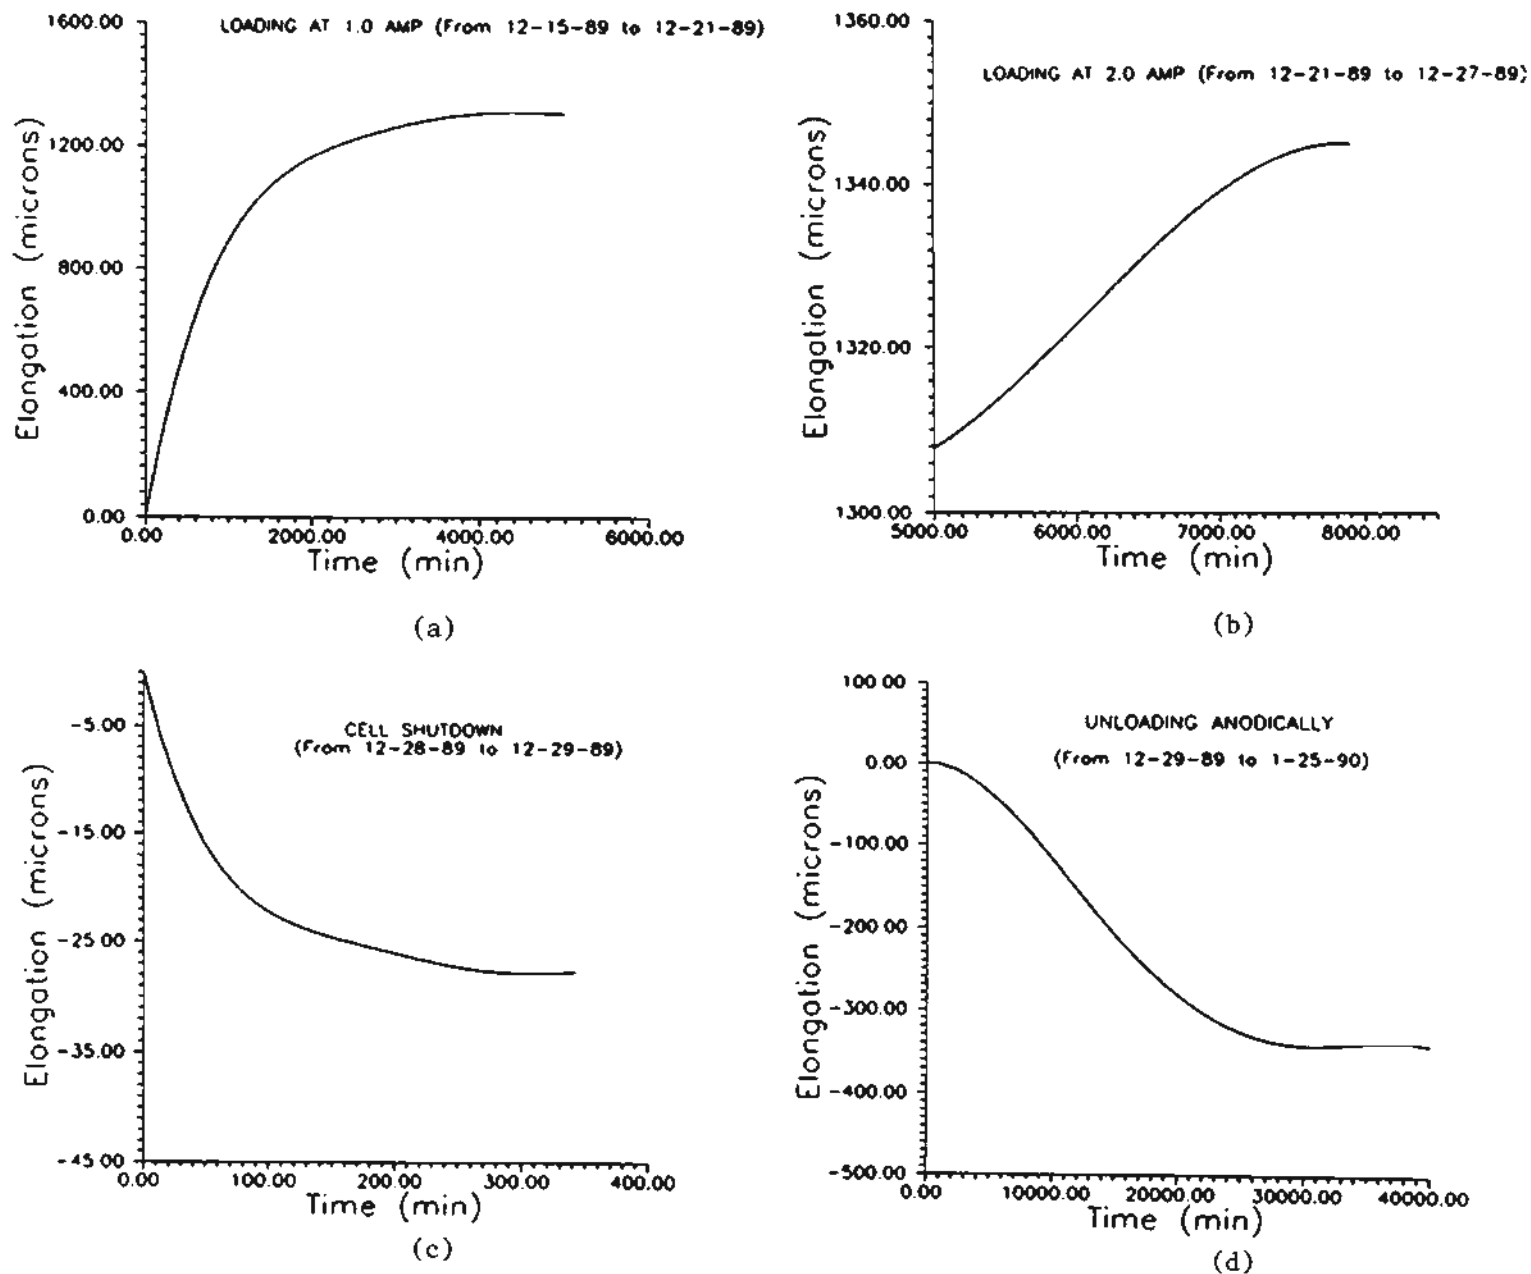 LOADING AT 1.0 AMP (From 12-15-89 to 12-21-89)
Elongation (microns)
1600.00
1200.00
800.00
400.00
0.00
0.00 2000.00 4000.00 6000.00
Time (min)
(a)
LOADING AT 2.0 AMP (From 12-21-89 to 12-27-89)
Elongation (microns)
1360.00
1340.00
1320.00
1300.00
5000.00 6000.00 7000.00 8000.00
Time (min)
(b)
CELL SHUTDOWN
(From 12-28-89 to 12-29-89)
Elongation (microns)
-5.00
-15.00
-25.00
-35.00
-45.00
0.00 100.00 200.00 300.00 400.00
Time (min)
(c)
UNLOADING ANODICALLY
(From 12-29-89 to 1-25-90)
Elongation (microns)
100.00
0.00
-100.00
-200.00
-300.00
-400.00
-500.00
0.00 10000.00 20000.00 30000.00 40000.00
Time (min)
(d)